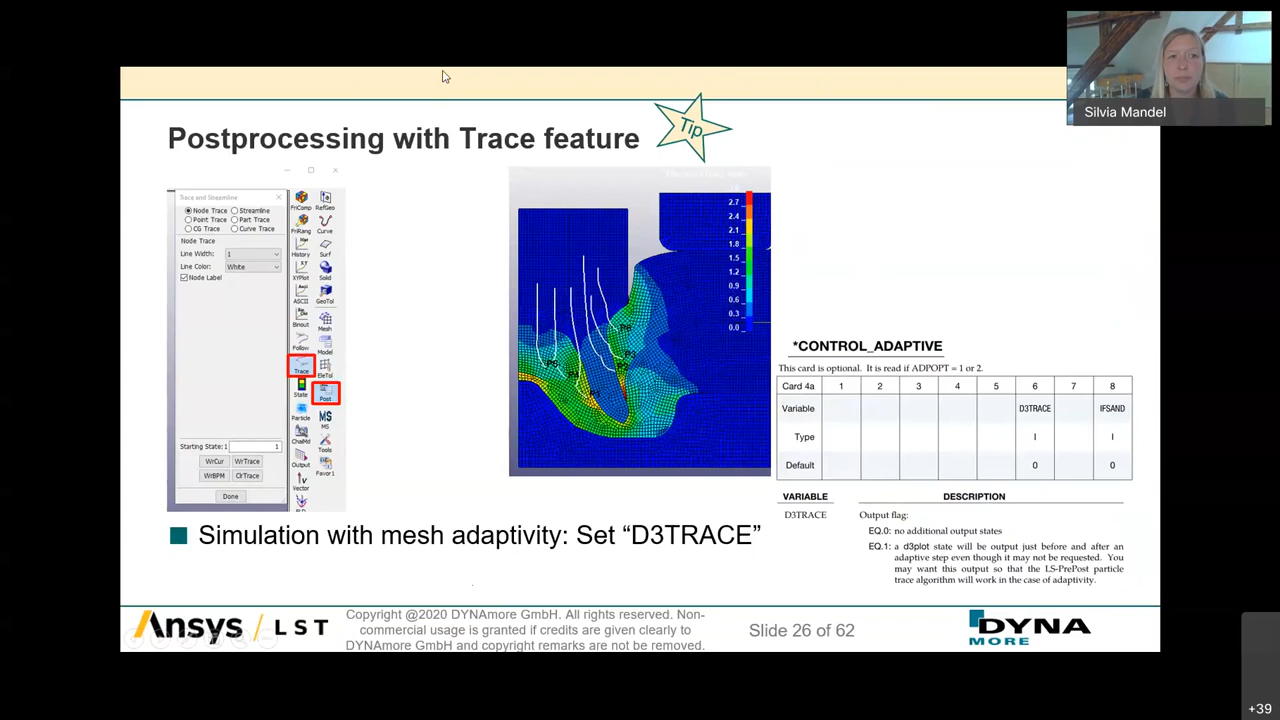 Silvia Mandel
Postprocessing with Trace feature
Tip
Trace and Streamline
Node Trace Streamline
Point Trace Part Trace
CG Trace Curve Trace
Node Trace
Line Width: 1
Line Color: White
Node Label
Starting State: 1 1
WrCur WrTrace
WrBPM ClrTrace
Done
FriComp RefGeo
FriRang Curve
History Surf
XYPlot Solid
ASCII GeoTol
Binout Mesh
Follow Model
Trace EleTol
State Post
Particle MS
ChaiMd Tools
Output Favor1
Vector
2.7
2.4
2.1
1.8
1.5
1.2
0.9
0.6
0.3
0.0
*CONTROL_ADAPTIVE
This card is optional. It is read if ADPOPT = 1 or 2.
Card 4a 1 2 3 4 5 6 7 8
Variable D3TRACE IFSAND
Type I I
Default 0 0
VARIABLE DESCRIPTION
D3TRACE Output flag:
EQ.0: no additional output states
EQ.1: a d3plot state will be output just before and after an
adaptive step even though it may not be requested. You
may want this output so that the LS-PrePost particle
trace algorithm will work in the case of adaptivity.
Simulation with mesh adaptivity: Set “D3TRACE”
Ansys / LST
Copyright @2020 DYNAmore GmbH. All rights reserved. Non-
commercial usage is granted if credits are given clearly to
DYNAmore GmbH and copyright remarks are not be removed.
Slide 26 of 62
DYNA
MORE
+39